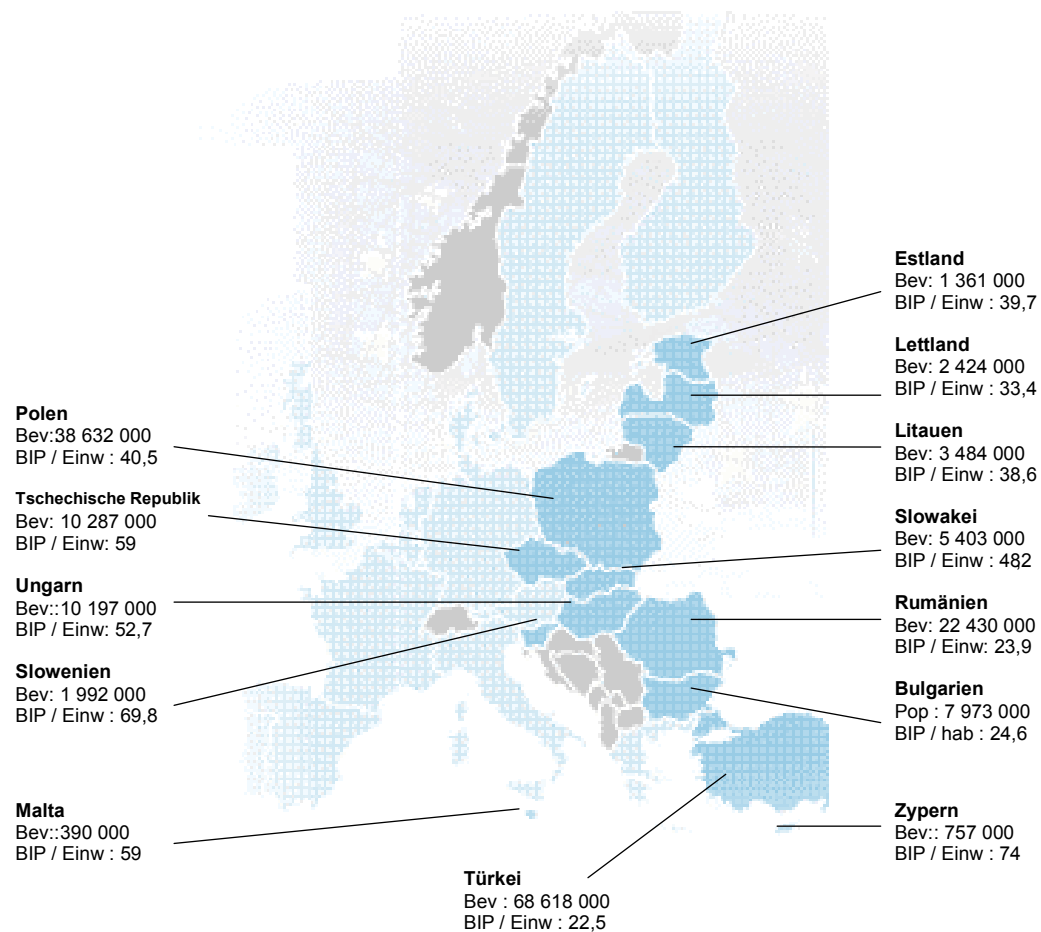 Estland
Bev: 1 361 000
BIP / Einw : 39,7
Lettland
Bev: 2 424 000
BIP / Einw : 33,4
Litauen
Bev: 3 484 000
BIP / Einw : 38,6
Slowakei
Bev: 5 403 000
BIP / Einw : 482
Rumänien
Bev: 22 430 000
BIP / Einw: 23,9
Bulgarien
Pop : 7 973 000
BIP / hab : 24,6
Zypern
Bev:: 757 000
BIP / Einw : 74
Polen
Bev:38 632 000
BIP / Einw : 40,5
Tschechische Republik
Bev: 10 287 000
BIP / Einw: 59
Ungarn
Bev::10 197 000
BIP / Einw: 52,7
Slowenien
Bev: 1 992 000
BIP / Einw : 69,8
Malta
Bev::390 000
BIP / Einw : 59
Türkei
Bev : 68 618 000
BIP / Einw : 22,5